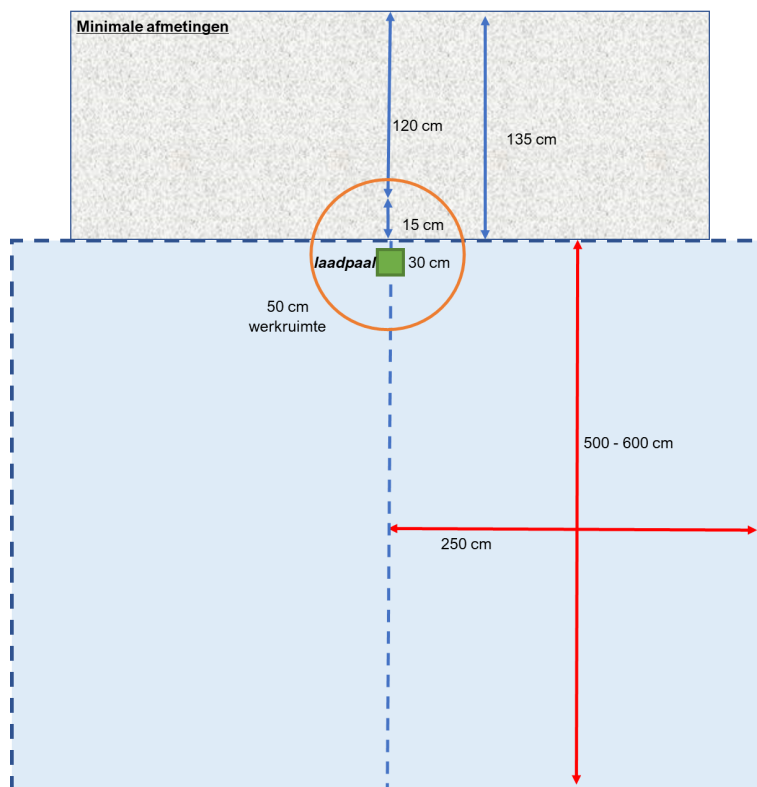 Minimale afmetingen
120 cm
135 cm
15 cm
laadpaal
30 cm
50 cm
werkruimte
500 - 600 cm
250 cm